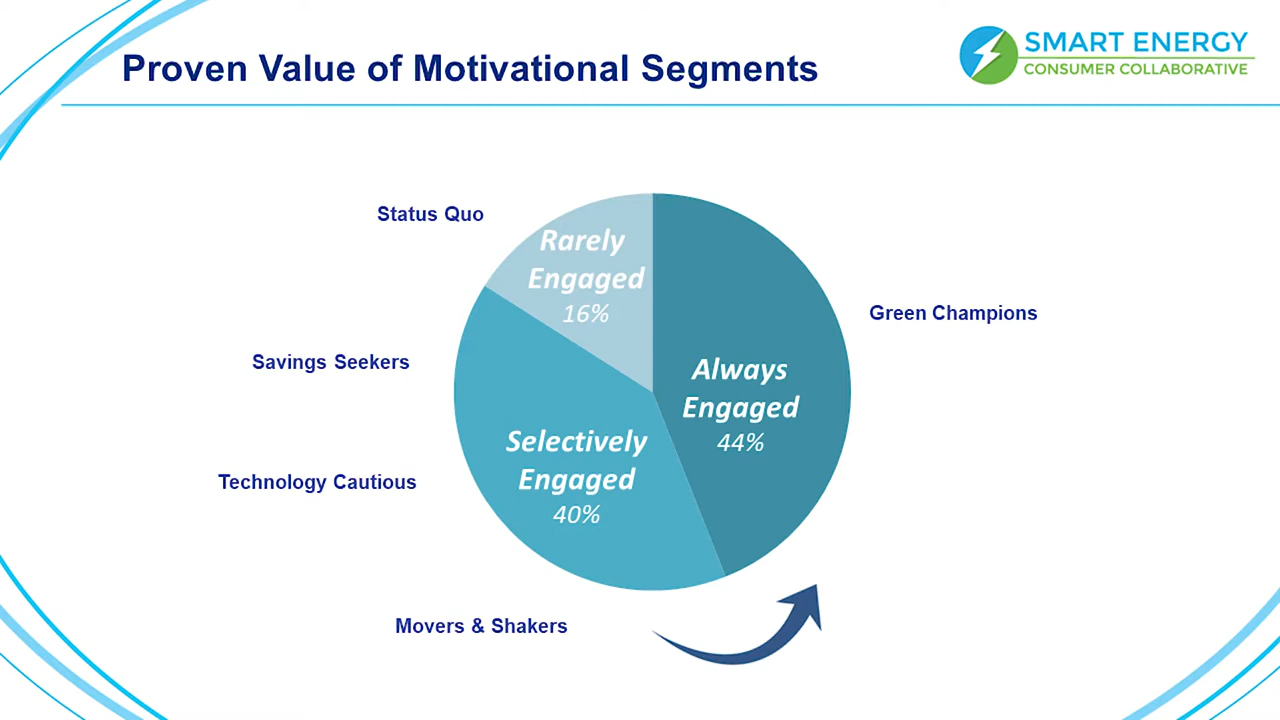 Proven Value of Motivational Segments
SMART ENERGY
CONSUMER COLLABORATIVE
Status Quo
Rarely
Engaged
16%
Green Champions
Savings Seekers
Always
Engaged
44%
Selectively
Engaged
40%
Technology Cautious
Movers & Shakers